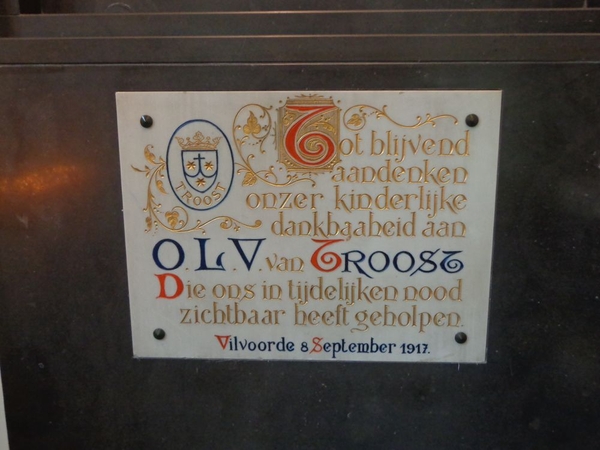 TROOST
Tot blijvend
aandenken
onzer kinderlijke
dankbaaheid aan
O.L.V. van TROOST
Die ons in tijdelijken nood
zichtbaar heeft geholpen.
Vilvoorde 8 September 1917.